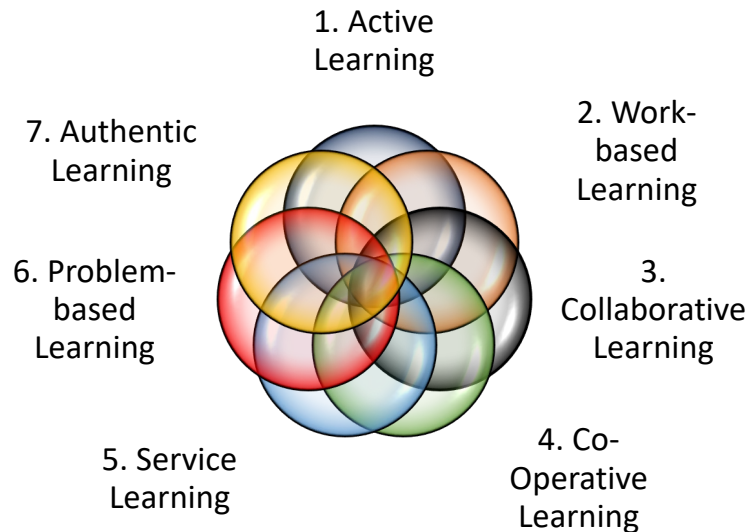 1. Active
Learning
2. Work-
based
Learning
3.
Collaborative
Learning
4. Co-
Operative
Learning
5. Service
Learning
6. Problem-
based
Learning
7. Authentic
Learning